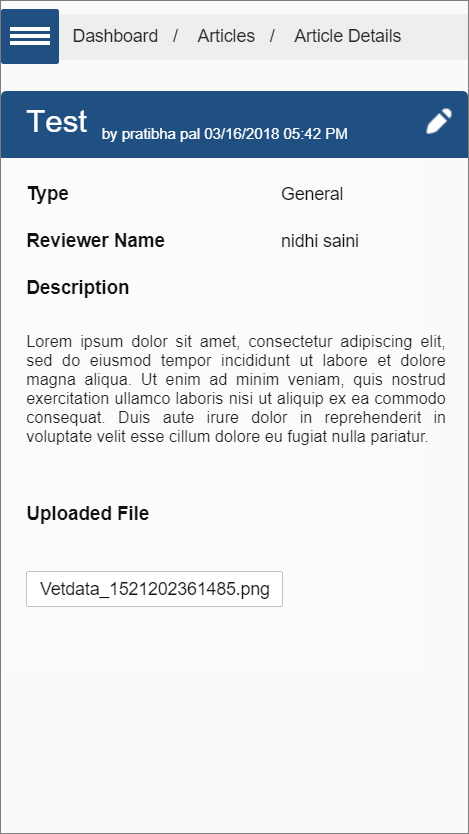 Dashboard / Articles / Article Details
Test by pratibha pal 03/16/2018 05:42 PM
Type General
Reviewer Name nidhi saini
Description
Lorem ipsum dolor sit amet, consectetur adipiscing elit,
sed do eiusmod tempor incididunt ut labore et dolore
magna aliqua. Ut enim ad minim veniam, quis nostrud
exercitation ullamco laboris nisi ut aliquip ex ea commodo
consequat. Duis aute irure dolor in reprehenderit in
voluptate velit esse cillum dolore eu fugiat nulla pariatur.
Uploaded File
Vetdata_1521202361485.png